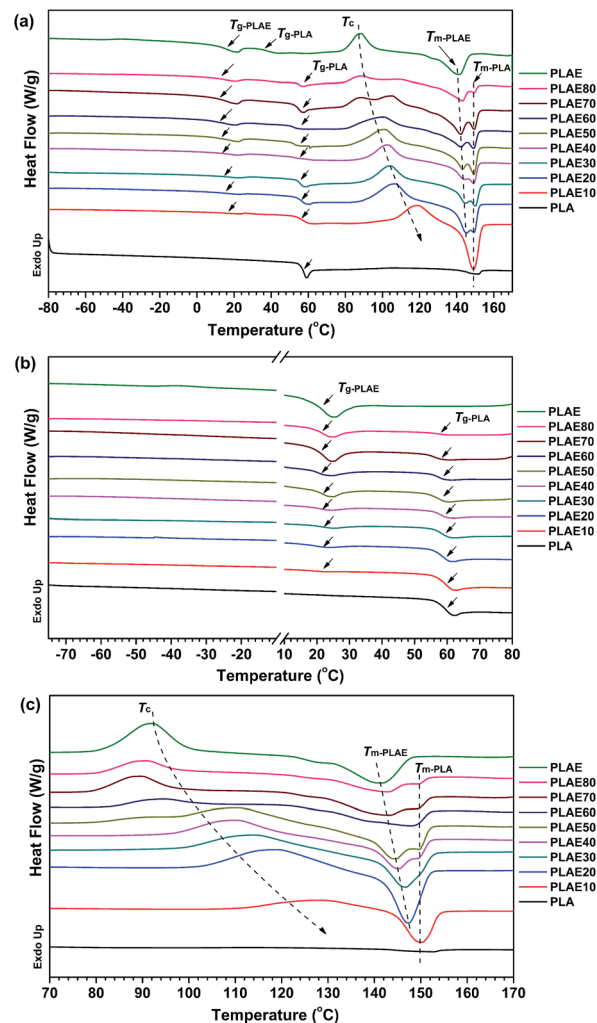 (a)
Tg-PLAE
Tg-PLA
Tc
Tm-PLAE
Tm-PLA
Tg-PLA
PLAE
PLAE80
PLAE70
PLAE60
PLAE50
PLAE40
PLAE30
PLAE20
PLAE10
PLA
Heat Flow (W/g)
Exdo Up
-80 -60 -40 -20 0 20 40 60 80 100 120 140 160
Temperature (°C)
(b)
Tg-PLAE
Tg-PLA
PLAE
PLAE80
PLAE70
PLAE60
PLAE50
PLAE40
PLAE30
PLAE20
PLAE10
PLA
Heat Flow (W/g)
Exdo Up
-70 -60 -50 -40 -30 -20 10 20 30 40 50 60 70 80
Temperature (°C)
(c)
Tc
Tm-PLAE
Tm-PLA
PLAE
PLAE80
PLAE70
PLAE60
PLAE50
PLAE40
PLAE30
PLAE20
PLAE10
PLA
Heat Flow (W/g)
Exdo Up
70 80 90 100 110 120 130 140 150 160 170
Temperature (°C)